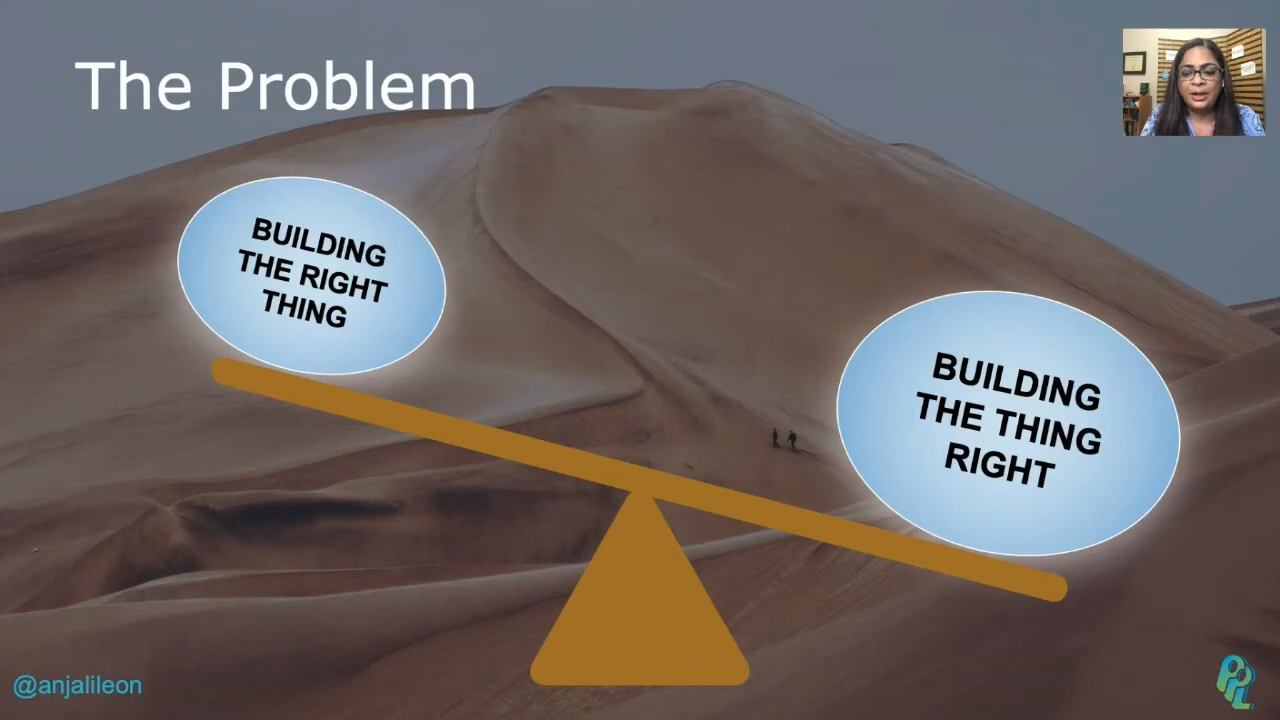 The Problem
BUILDING
THE RIGHT
THING
BUILDING
THE THING
RIGHT
@anjalileon